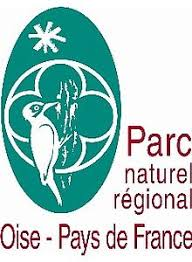 Parc
naturel
régional
Oise - Pays de France